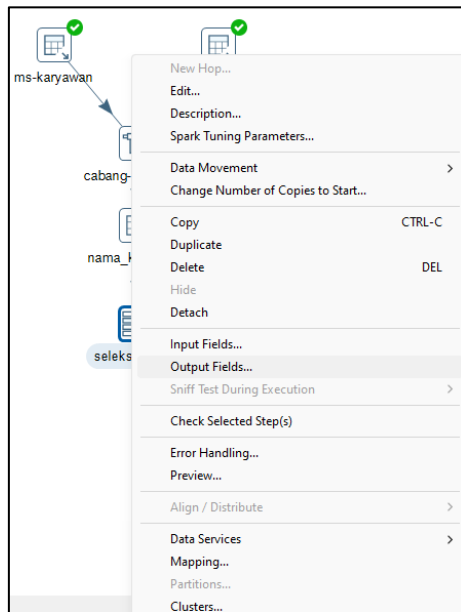 ms-karyawan
cabang-
nama_k
seleks
New Hop...
Edit...
Description...
Spark Tuning Parameters...
Data Movement
Change Number of Copies to Start...
Copy CTRL-C
Duplicate
Delete DEL
Hide
Detach
Input Fields...
Output Fields...
Sniff Test During Execution
Check Selected Step(s)
Error Handling...
Preview...
Align / Distribute
Data Services
Mapping...
Partitions...
Clusters...